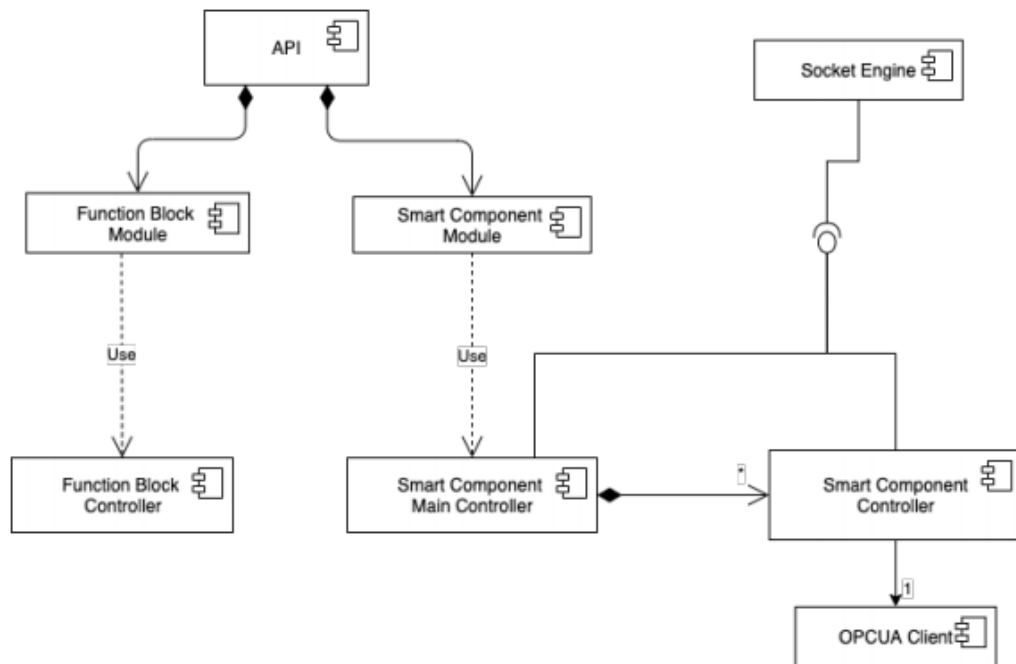 API
Socket Engine
Function Block
Module
Smart Component
Module
Use
Use
Function Block
Controller
Smart Component
Main Controller
*
Smart Component
Controller
1
OPCUA Client